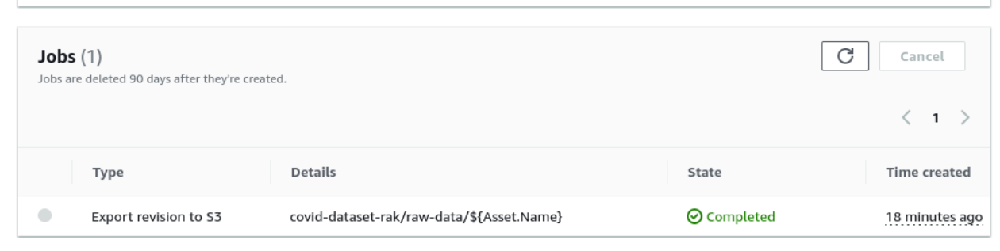 Jobs (1)
Cancel
Jobs are deleted 90 days after they're created.
1
Type Details State Time created
Export revision to S3 covid-dataset-rak/raw-data/${Asset.Name} Completed 18 minutes ago